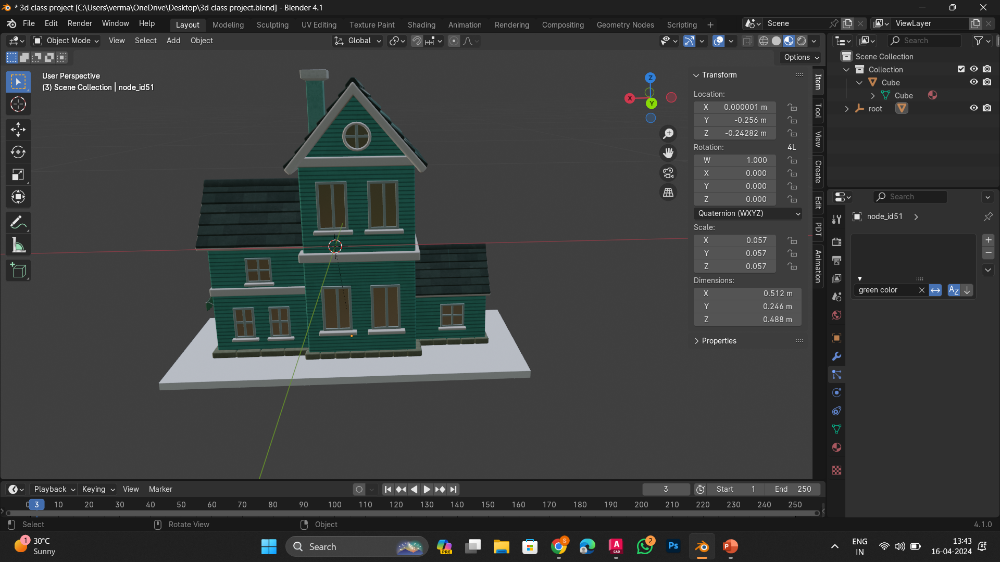 * 3d class project [C:\Users\verma\OneDrive\Desktop\3d class project.blend] - Blender 4.1
File Edit Render Window Help Layout Modeling Sculpting UV Editing Texture Paint Shading Animation Rendering Compositing Geometry Nodes Scripting Scene ViewLayer
Object Mode View Select Add Object Global Search
Options
User Perspective
(3) Scene Collection | node_id51
Z
X
Y
Transform
Location:
X 0.000001 m
Y -0.256 m
Z -0.24282 m
Rotation: 4L
W 1.000
X 0.000
Y 0.000
Z 0.000
Quaternion (WXYZ)
Scale:
X 0.057
Y 0.057
Z 0.057
Dimensions:
X 0.512 m
Y 0.246 m
Z 0.488 m
Properties
Item
Tool
View
Create
Edit
PDT
Animation
Scene Collection
Collection
Cube
Cube
root
Search
node_id51
green color
AZ
Playback Keying View Marker 3 Start 1 End 250
0 3 10 20 30 40 50 60 70 80 90 100 110 120 130 140 150 160 170 180 190 200 210 220 230 240 250
Select Rotate View Object 4.1.0
1 30°C
Sunny
Search
PRE
S
A
CAD
2
Ps
P
ENG
IN
13:43
16-04-2024